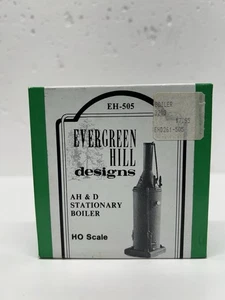 EH-505
EVERGREEN
HILL
designs
AH & D
STATIONARY
BOILER
HO Scale